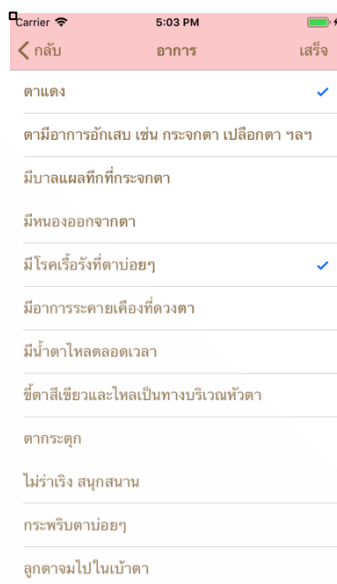 Carrier 5:03 PM
กลับ อาการ เสร็จ
ตาแดง
ตามีอาการอักเสบ เช่น กระจกตา เปลือกตา ฯลฯ
มีบาลแผลทึกที่กระจกตา
มีหนองออกจากตา
มีโรคเรื้อรังที่ตาบ่อยๆ
มีอาการระคายเคืองที่ดวงตา
มีน้ำตาไหลตลอดเวลา
ขี้ตาสีเขียวและไหลเป็นทางบริเวณหัวตา
ตากระตุก
ไม่ร่าเริง สนุกสนาน
กระพริบตาบ่อยๆ
ลูกตาจมไปในเบ้าตา